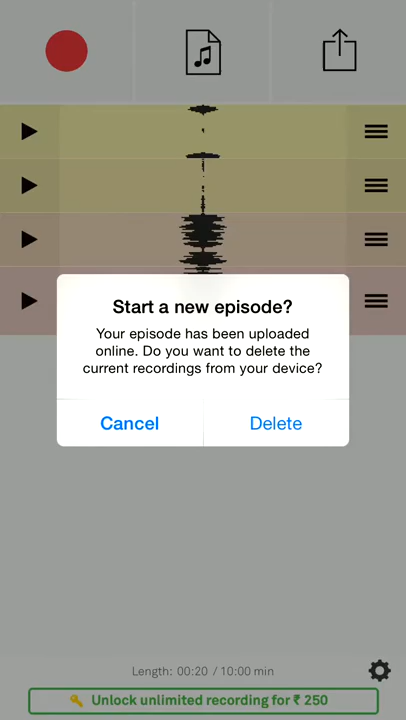 Start a new episode?
Your episode has been uploaded
online. Do you want to delete the
current recordings from your device?
Cancel
Delete
Length: 00:20 / 10:00 min
Unlock unlimited recording for ₹ 250